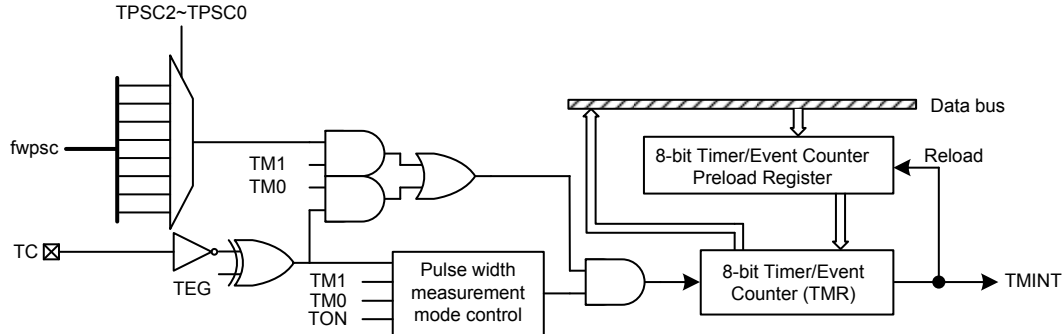 TPSC2~TPSC0
fwpsc
TM1
TM0
TC
TEG
TM1
TM0
TON
Pulse width
measurement
mode control
Data bus
8-bit Timer/Event Counter
Preload Register
Reload
8-bit Timer/Event
Counter (TMR)
TMINT